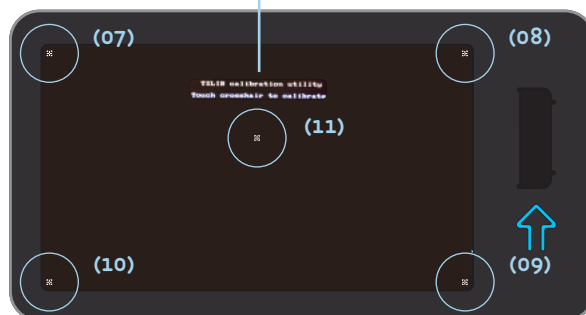 (07)
(08)
TSLIB calibration utility
Touch crosshair to calibrate
(11)
(10)
(09)